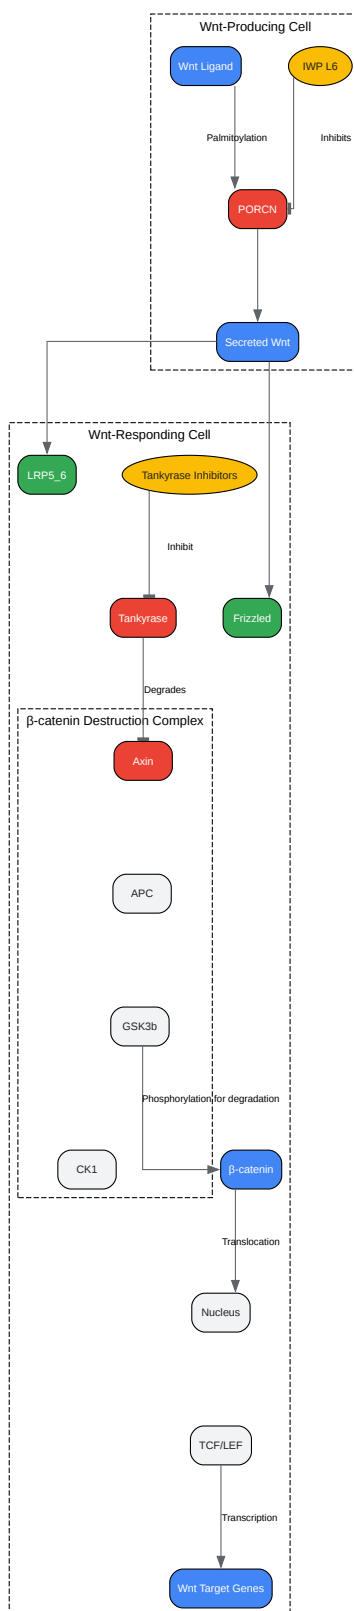 Wnt-Producing Cell
Wnt Ligand
IWP L6
Palmitoylation
Inhibits
PORCN
Secreted Wnt
Wnt-Responding Cell
LRP5_6
Tankyrase Inhibitors
Inhibit
Tankyrase
Frizzled
Degrades
β-catenin Destruction Complex
Axin
APC
GSK3b
Phosphorylation for degradation
CK1
β-catenin
Translocation
Nucleus
TCF/LEF
Transcription
Wnt Target Genes